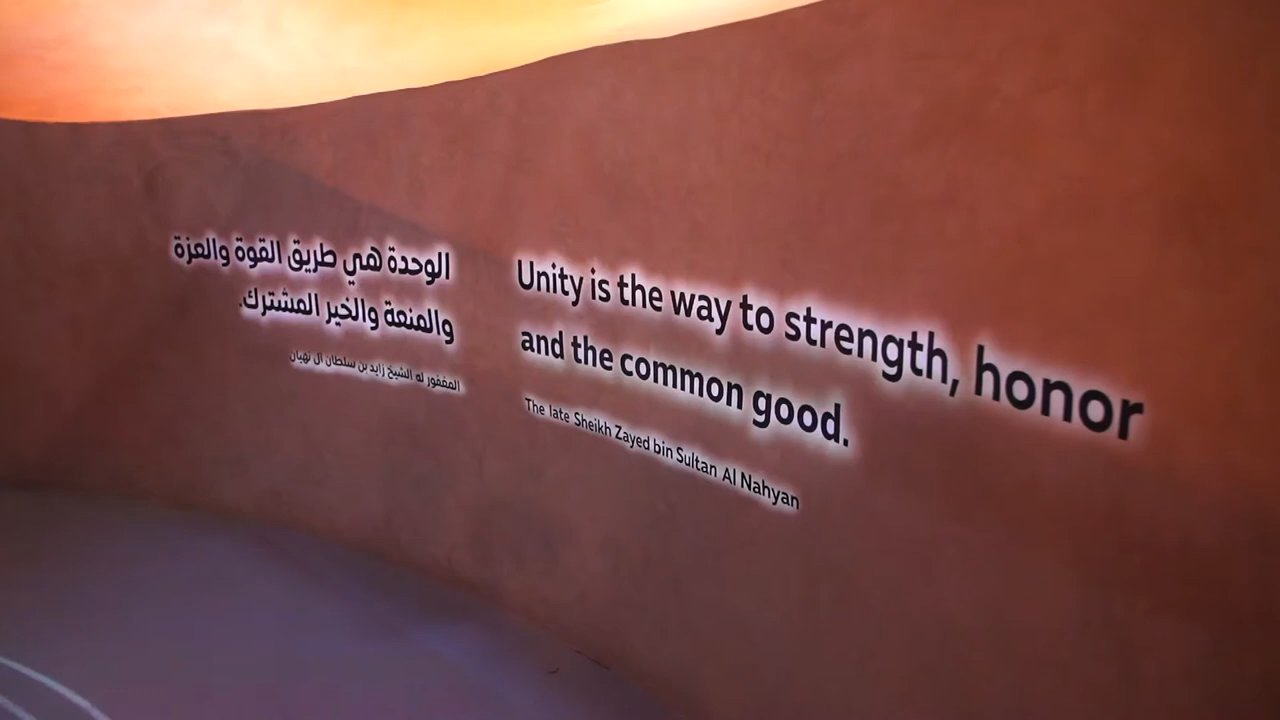 الوحدة هي طريق القوة والعزة
والمنعة والخير المشترك.
المغفور له الشيخ زايد بن سلطان آل نهيان
Unity is the way to strength, honor
and the common good.
The late Sheikh Zayed bin Sultan Al Nahyan